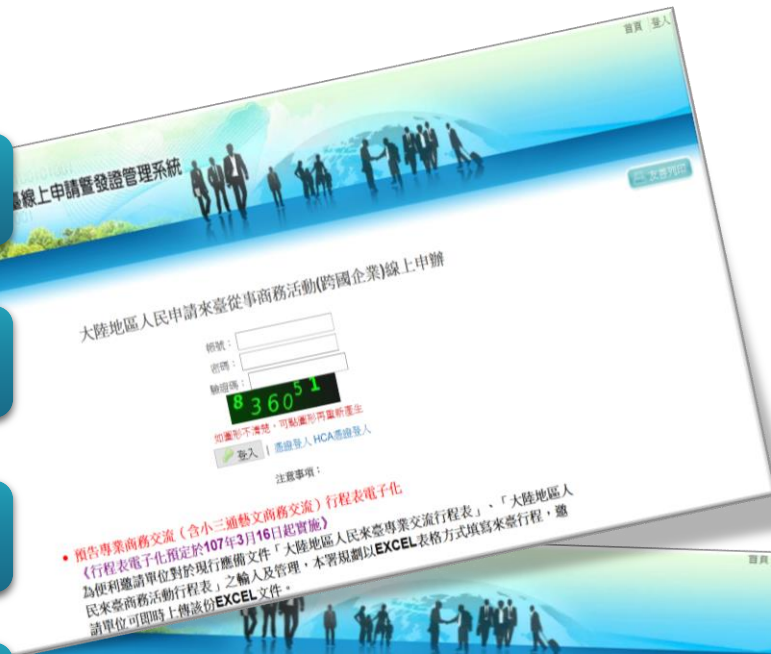 首頁 登入
臺線上申請暨發證管理系統
友善列印
大陸地區人民申請來臺從事商務活動(跨國企業)線上申辦
帳號：
密碼：
驗證碼：
836051
如圖形不清楚，可點圖形再重新產生
登入 | 憑證登入 HCA憑證登入
注意事項：
• 預告專業商務交流（含小三通藝文商務交流）行程表電子化
《行程表電子化預定於107年3月16日起實施》
為便利邀請單位對於現行應備文件「大陸地區人民來臺專業交流行程表」、「大陸地區人
民來臺商務活動行程表」之輸入及管理，本署規劃以EXCEL表格方式填寫來臺行程，邀
請單位可即時上傳該份EXCEL文件。
首頁